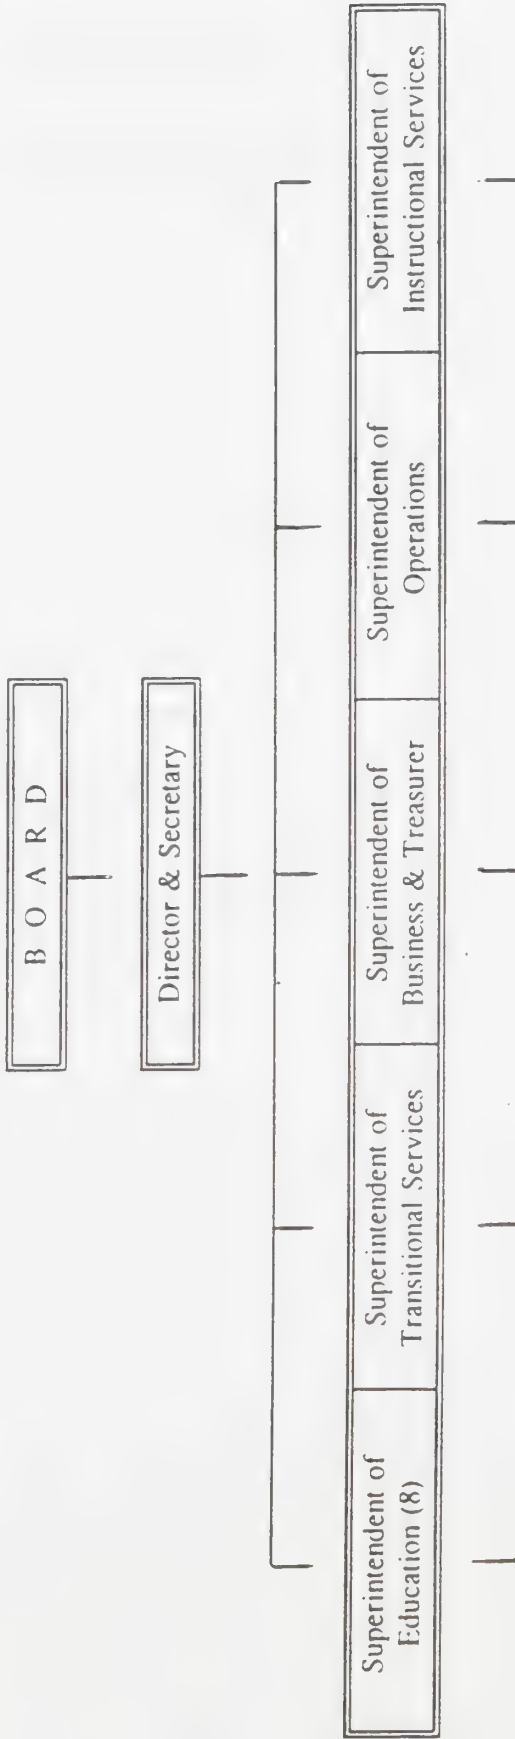 B O A R D
Director & Secretary
Superintendent of
Education (8)
Superintendent of
Transitional Services
Superintendent of
Business & Treasurer
Superintendent of
Operations
Superintendent of
Instructional Services